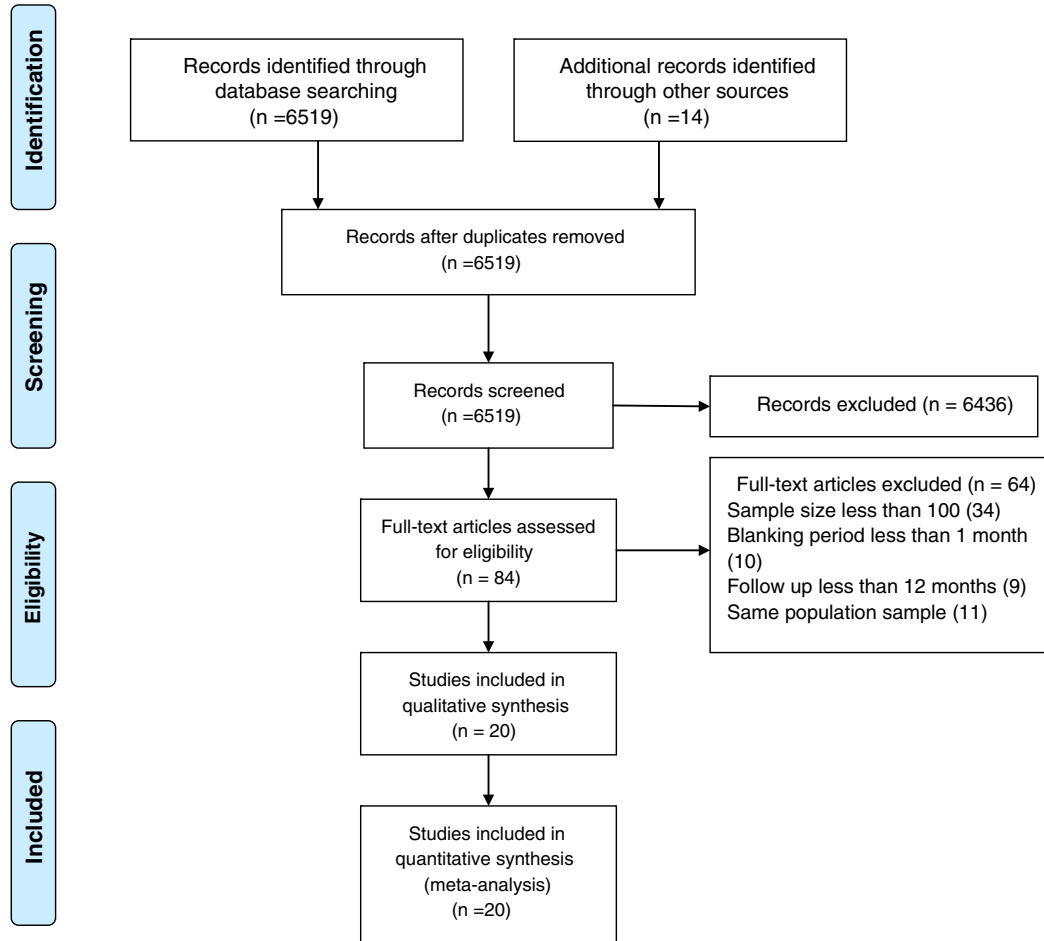 Identification
Records identified through
database searching
(n =6519)
Additional records identified
through other sources
(n =14)
Records after duplicates removed
(n =6519)
Screening
Records screened
(n =6519)
Records excluded (n = 6436)
Eligibility
Full-text articles assessed
for eligibility
(n = 84)
Full-text articles excluded (n = 64)
Sample size less than 100 (34)
Blanking period less than 1 month
(10)
Follow up less than 12 months (9)
Same population sample (11)
Studies included in
qualitative synthesis
(n = 20)
Included
Studies included in
quantitative synthesis
(meta-analysis)
(n =20)